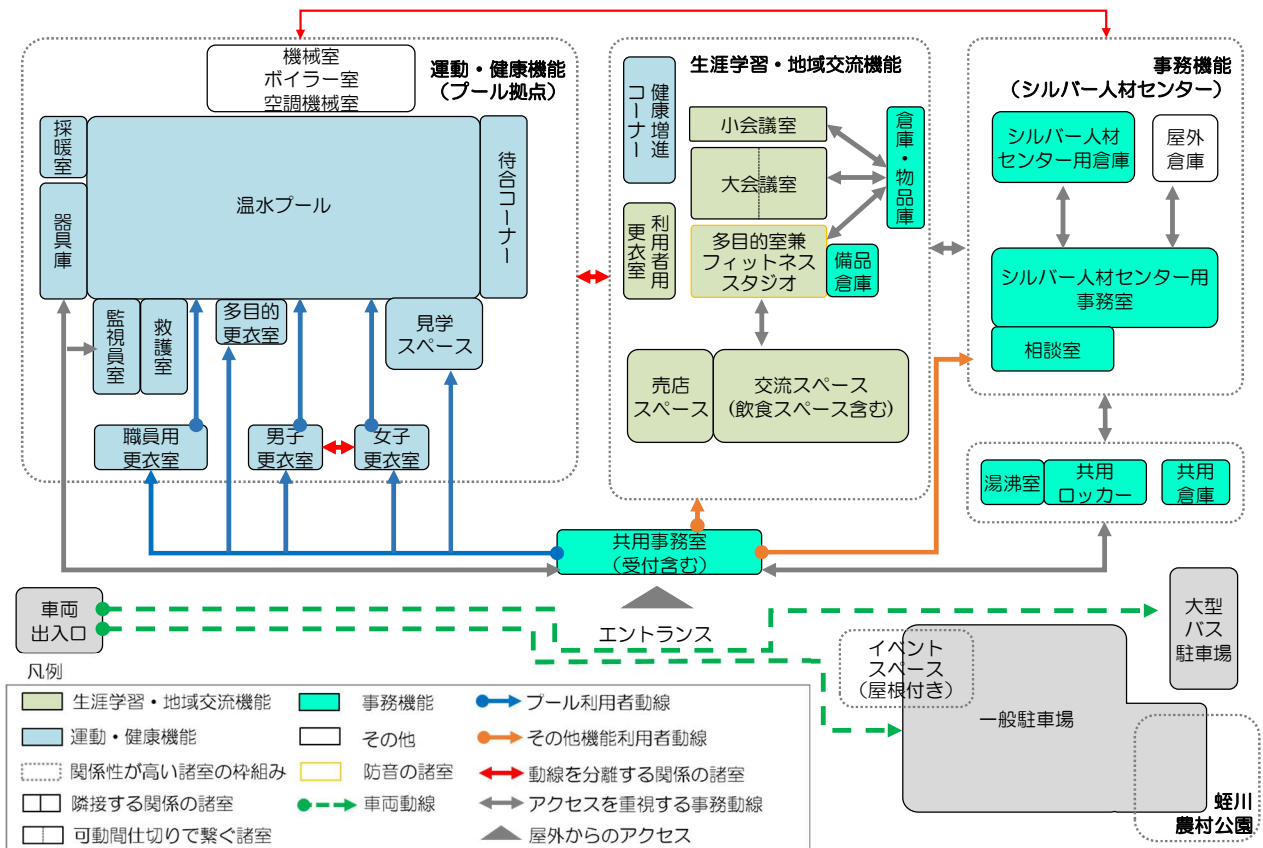 機械室
ボイラー室
空調機械室
運動・健康機能
（プール拠点）
採暖室
器具庫
温水プール
待合コーナー
監視員室
救護室
多目的
更衣室
見学
スペース
職員用
更衣室
男子
更衣室
女子
更衣室
生涯学習・地域交流機能
健康増進
コーナー
小会議室
大会議室
倉庫・物品庫
利用者用
更衣室
多目的室兼
フィットネス
スタジオ
備品
倉庫
売店
スペース
交流スペース
(飲食スペース含む)
事務機能
（シルバー人材センター）
シルバー人材
センター用倉庫
屋外
倉庫
シルバー人材センター用
事務室
相談室
湯沸室
共用
ロッカー
共用
倉庫
共用事務室
（受付含む）
エントランス
車両
出入口
大型
バス
駐車場
イベント
スペース
（屋根付き）
一般駐車場
蛭川
農村公園
凡例
生涯学習・地域交流機能
事務機能
プール利用者動線
運動・健康機能
その他
その他機能利用者動線
関係性が高い諸室の枠組み
防音の諸室
動線を分離する関係の諸室
隣接する関係の諸室
車両動線
アクセスを重視する事務動線
可動間仕切りで繋ぐ諸室
屋外からのアクセス